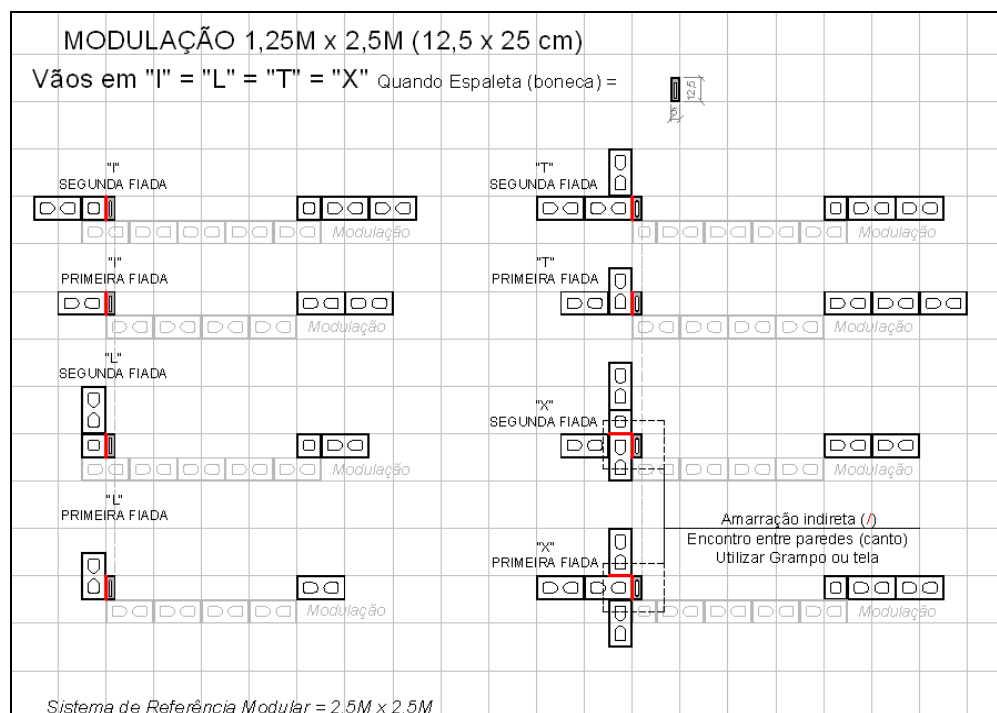 MODULAÇÃO 1,25M x 2,5M (12,5 x 25 cm)
Vãos em "I" = "L" = "T" = "X" Quando Espaleta (boneca) =
12,5
5
"I"
SEGUNDA FIADA
Modulação
"T"
SEGUNDA FIADA
Modulação
"I"
PRIMEIRA FIADA
Modulação
"T"
PRIMEIRA FIADA
Modulação
"L"
SEGUNDA FIADA
Modulação
"X"
SEGUNDA FIADA
Modulação
"L"
PRIMEIRA FIADA
Modulação
Amarração indireta (/)
Encontro entre paredes (canto)
Utilizar Grampo ou tela
"X"
PRIMEIRA FIADA
Modulação
Sistema de Referência Modular = 2,5M x 2,5M